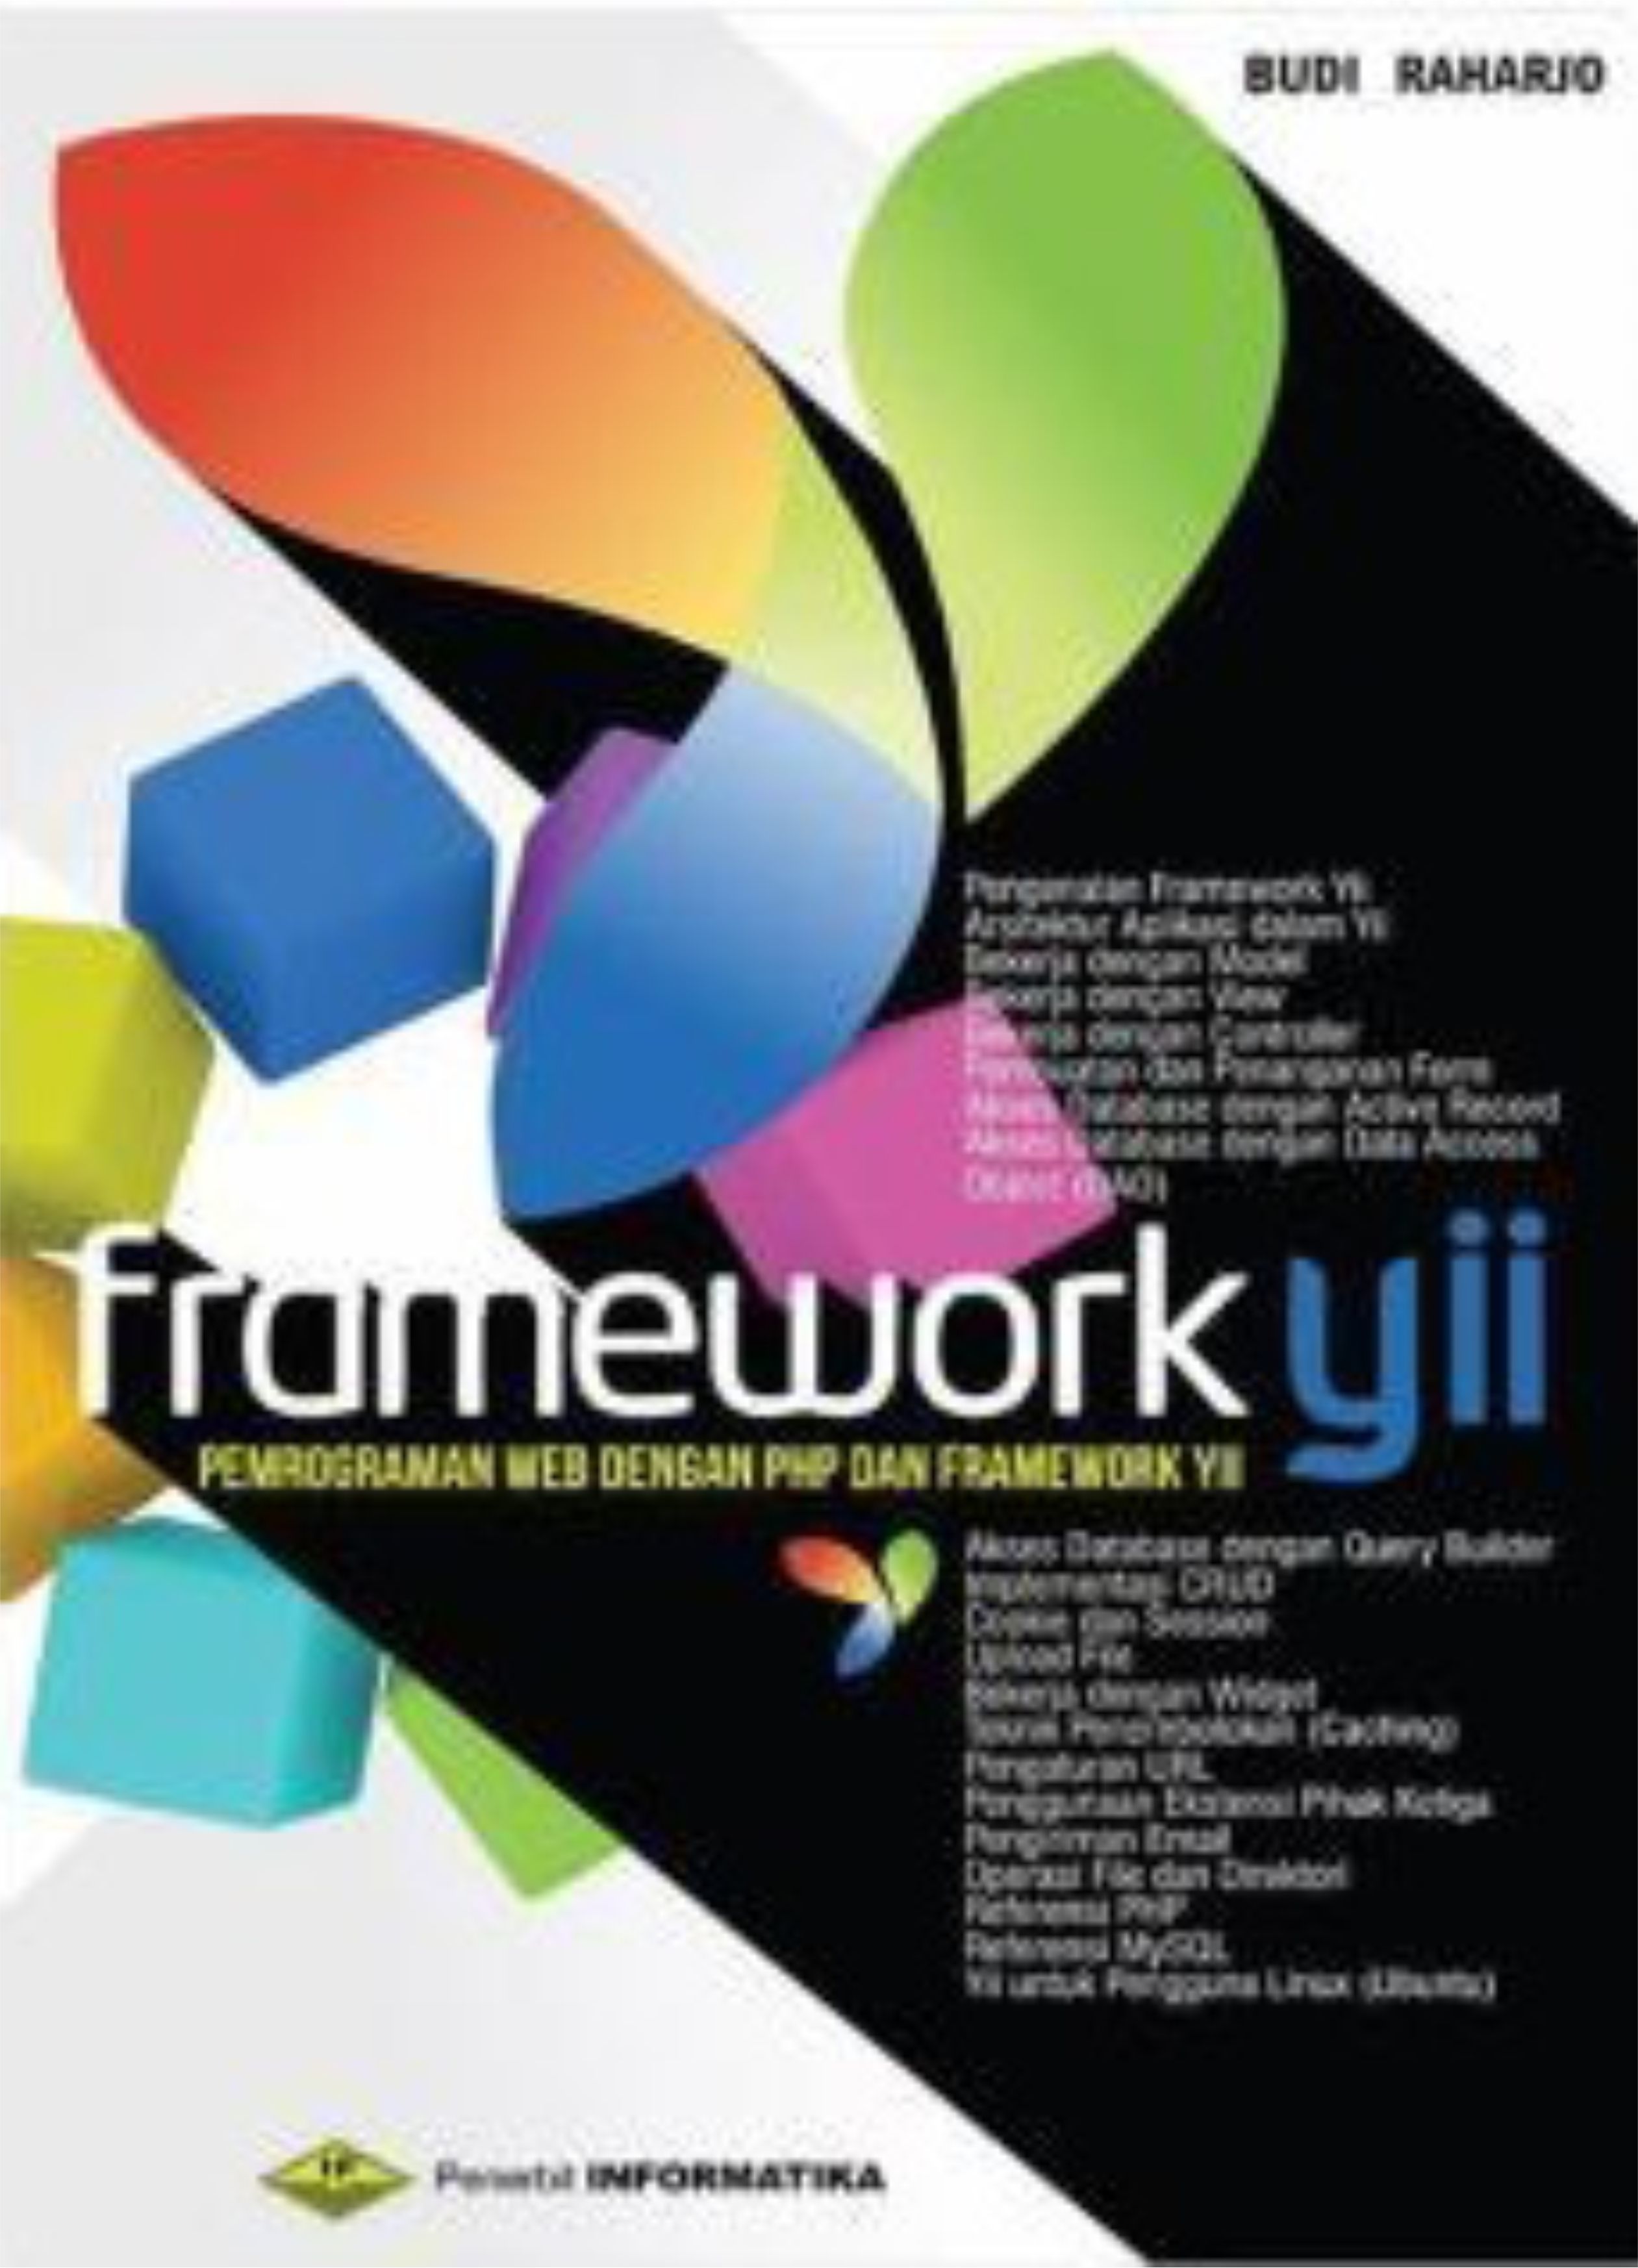 BUDI RAHARJO
Pengenalan Framework Yii
Arsitektur Aplikasi dalam Yii
Bekerja dengan Model
Bekerja dengan View
Bekerja dengan Controller
Pembuatan dan Penanganan Form
Akses Database dengan Active Record
Akses Database dengan Data Access
Object (DAO)
framework yii
PEMROGRAMAN WEB DENGAN PHP DAN FRAMEWORK YII
Akses Database dengan Query Builder
Implementasi CRUD
Cookie dan Session
Upload File
Bekerja dengan Widget
Teknik (Caching)
Pengaturan URL
Penggunaan Ekstensi Pihak Ketiga
Pengiriman Email
Operasi File dan Direktori
Referensi PHP
Referensi MySQL
Yii untuk Pengguna Linux (Ubuntu)
Penerbit INFORMATIKA